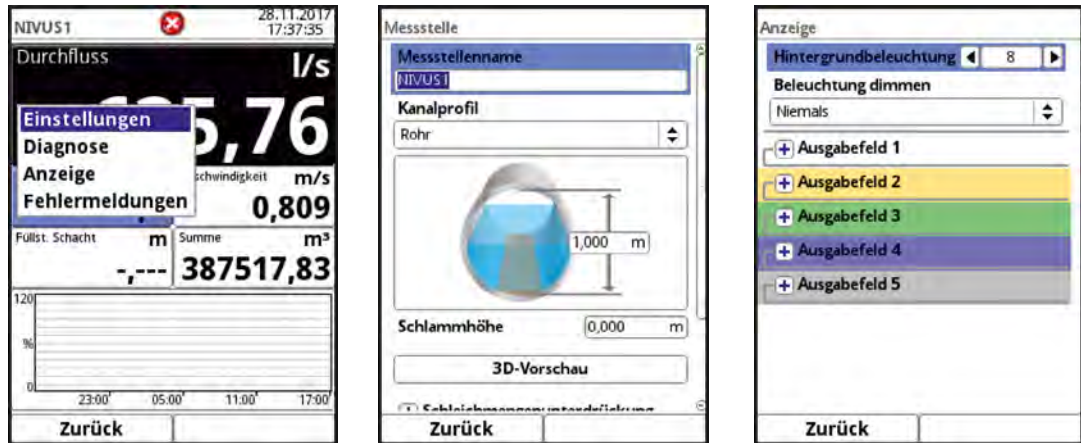 NIVUS1
28.11.2017
17:37:35
Durchfluss
l/s
5,76
Einstellungen
Diagnose
Anzeige
Fehlermeldungen
m/s
0,809
Füllst. Schacht
m
-,---
Summe
m³
387517,83
120
%
0
23:00
05:00
11:00
17:00
Zurück
Messstelle
Messstellenname
NIVUS1
Kanalprofil
Rohr
1,000 m
Schlammhöhe
0,000 m
3D-Vorschau
Zurück
Anzeige
Hintergrundbeleuchtung
8
Beleuchtung dimmen
Niemals
Ausgabefeld 1
Ausgabefeld 2
Ausgabefeld 3
Ausgabefeld 4
Ausgabefeld 5
Zurück